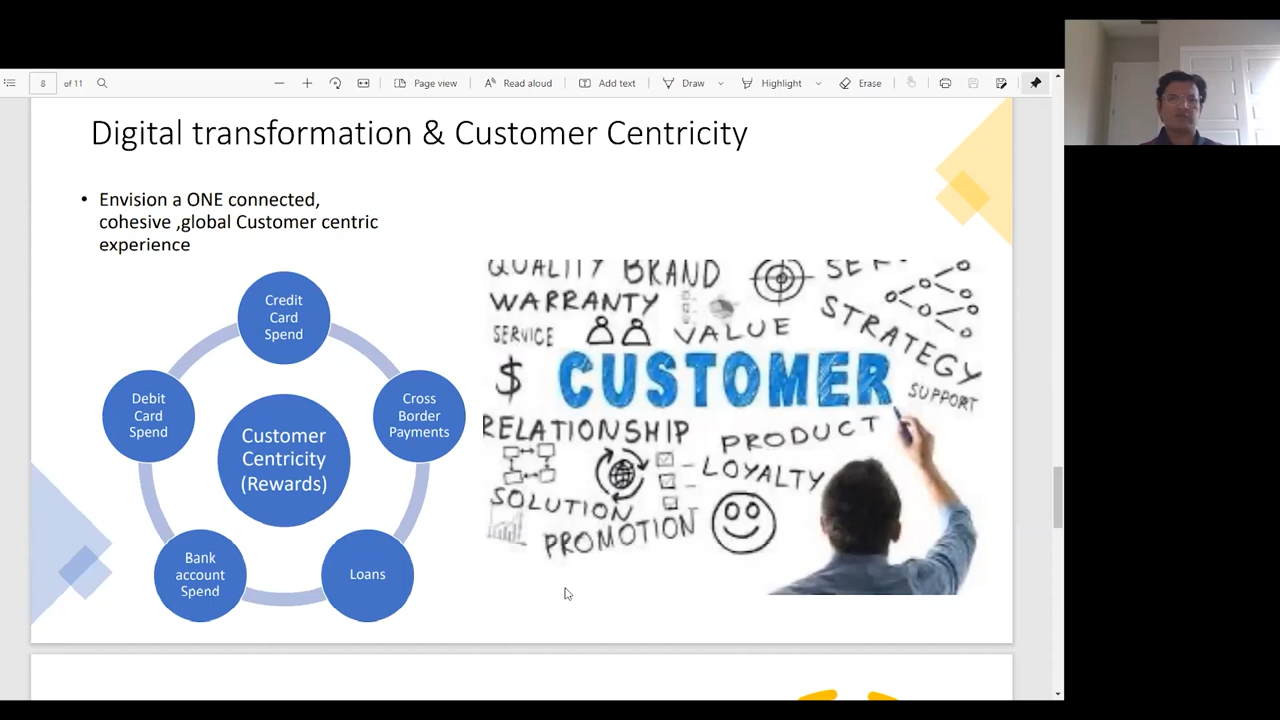 8 of 11
Page view
Read aloud
Add text
Draw
Highlight
Erase
Digital transformation & Customer Centricity
• Envision a ONE connected,
cohesive ,global Customer centric
experience
Credit
Card
Spend
Debit
Card
Spend
Cross
Border
Payments
Customer
Centricity
(Rewards)
Bank
account
Spend
Loans
QUALITY BRAND
WARRANTY
SERVICE
VALUE
STRATEGY
$
CUSTOMER
SUPPORT
RELATIONSHIP
PRODUCT
LOYALTY
SOLUTION
PROMOTION